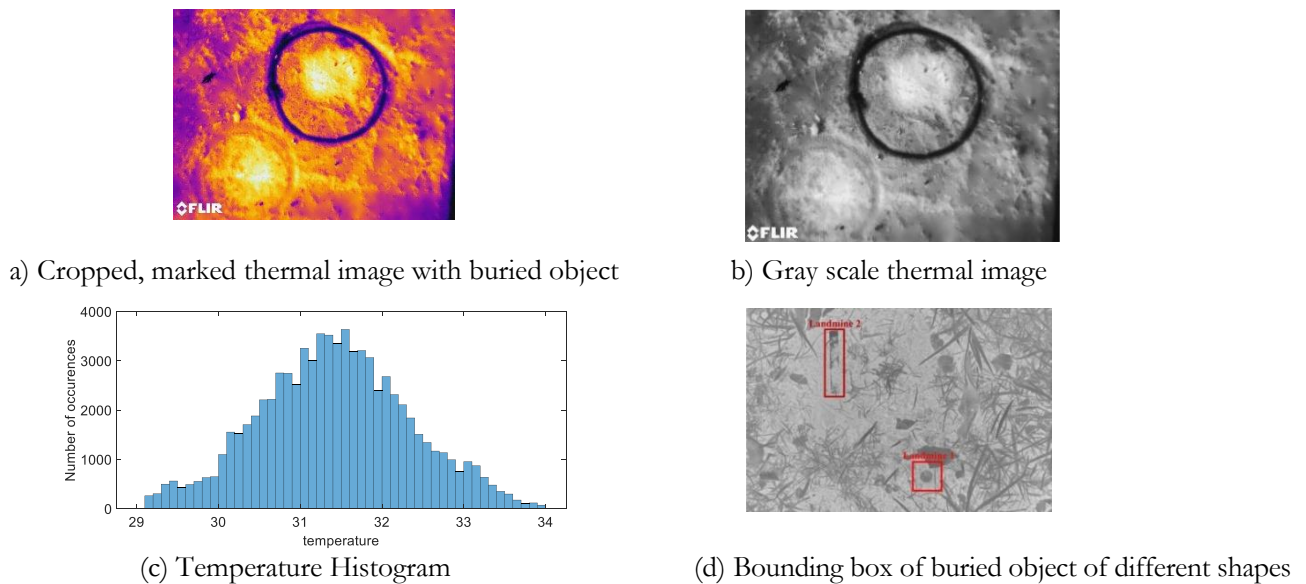 FLIR
FLIR
a) Cropped, marked thermal image with buried object
b) Gray scale thermal image
4000
3000
2000
1000
0
Number of occurences
29
30
31
32
33
34
temperature
Landmine 2
Landmine 1
(c) Temperature Histogram
(d) Bounding box of buried object of different shapes